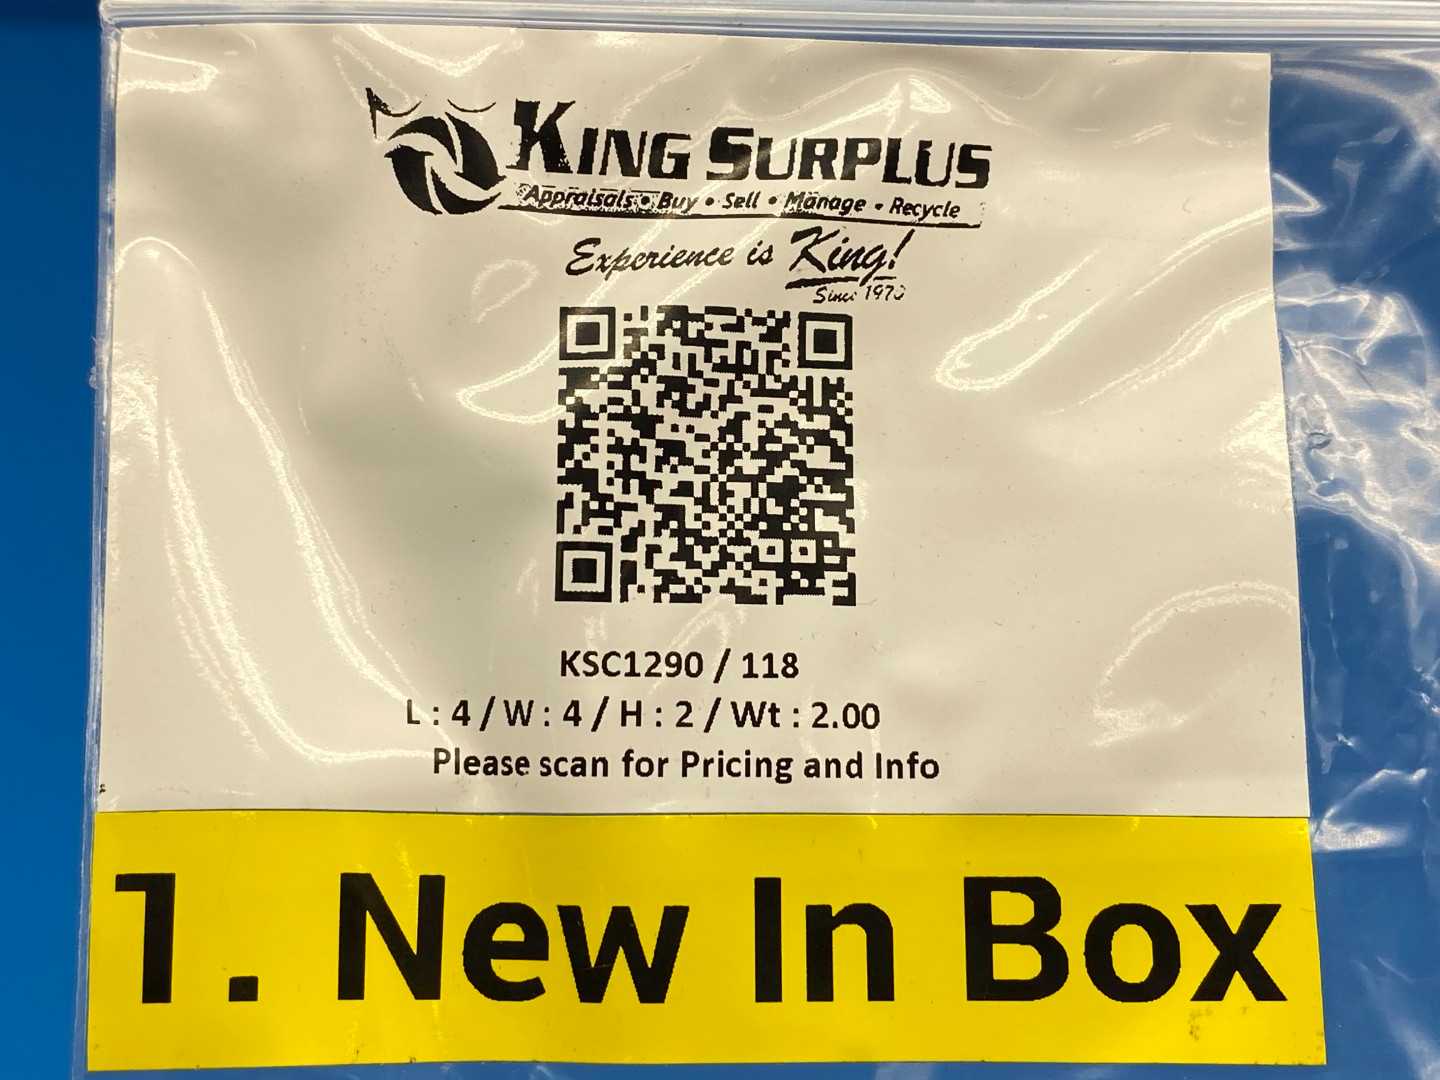 KING SURPLUS
Appraisals • Buy • Sell • Manage • Recycle
Experience is King!
Since
KSC1290 / 118
L : 4 / W : 4 / H : 2 / Wt : 2.00
Please scan for Pricing and Info
1. New In Box